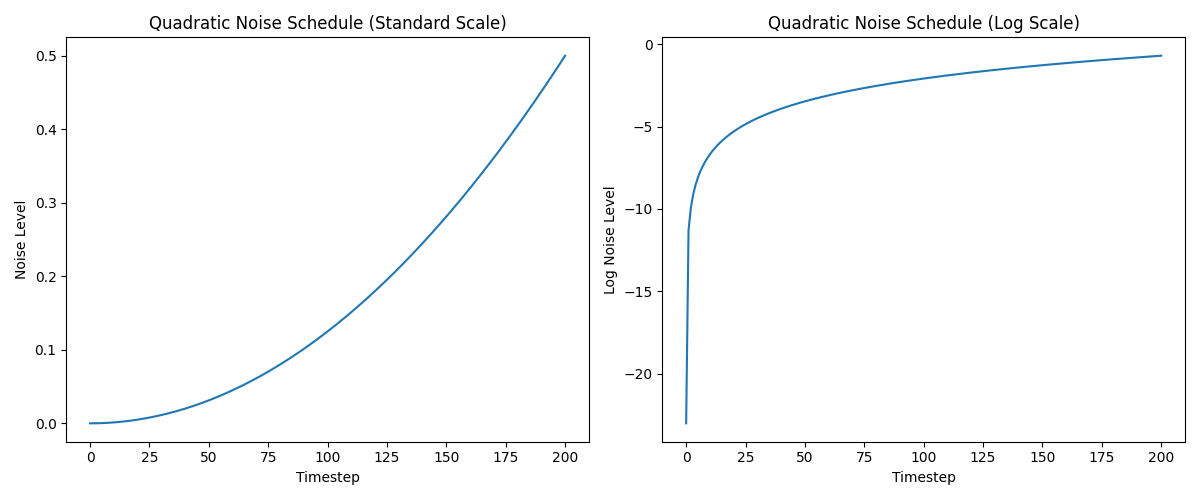 Quadratic Noise Schedule (Standard Scale)
Noise Level
0.5
0.4
0.3
0.2
0.1
0.0
0 25 50 75 100 125 150 175 200
Timestep
Quadratic Noise Schedule (Log Scale)
Log Noise Level
0
−5
−10
−15
−20
0 25 50 75 100 125 150 175 200
Timestep